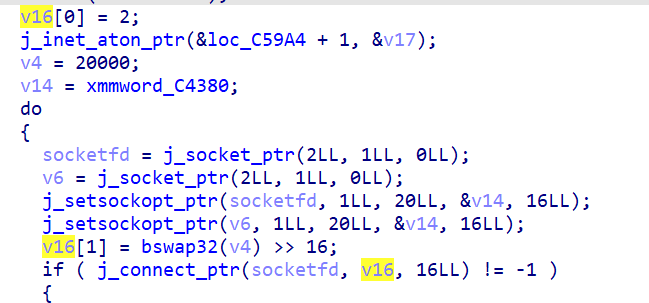 v16[0] = 2;
j_inet_aton_ptr(&loc_C59A4 + 1, &v17);
v4 = 20000;
v14 = xmmword_C4380;
do
{
socketfd = j_socket_ptr(2LL, 1LL, 0LL);
v6 = j_socket_ptr(2LL, 1LL, 0LL);
j_setsockopt_ptr(socketfd, 1LL, 20LL, &v14, 16LL);
j_setsockopt_ptr(v6, 1LL, 20LL, &v14, 16LL);
v16[1] = bswap32(v4) >> 16;
if ( j_connect_ptr(socketfd, v16, 16LL) != -1 )
{